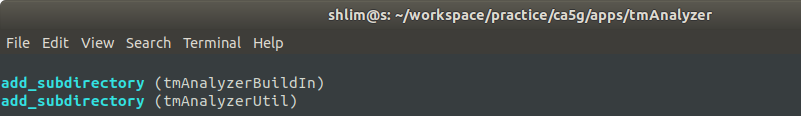 shlim@s: ~/workspace/practice/ca5g/apps/tmAnalyzer
File Edit View Search Terminal Help
add_subdirectory (tmAnalyzerBuildIn)
add_subdirectory (tmAnalyzerUtil)